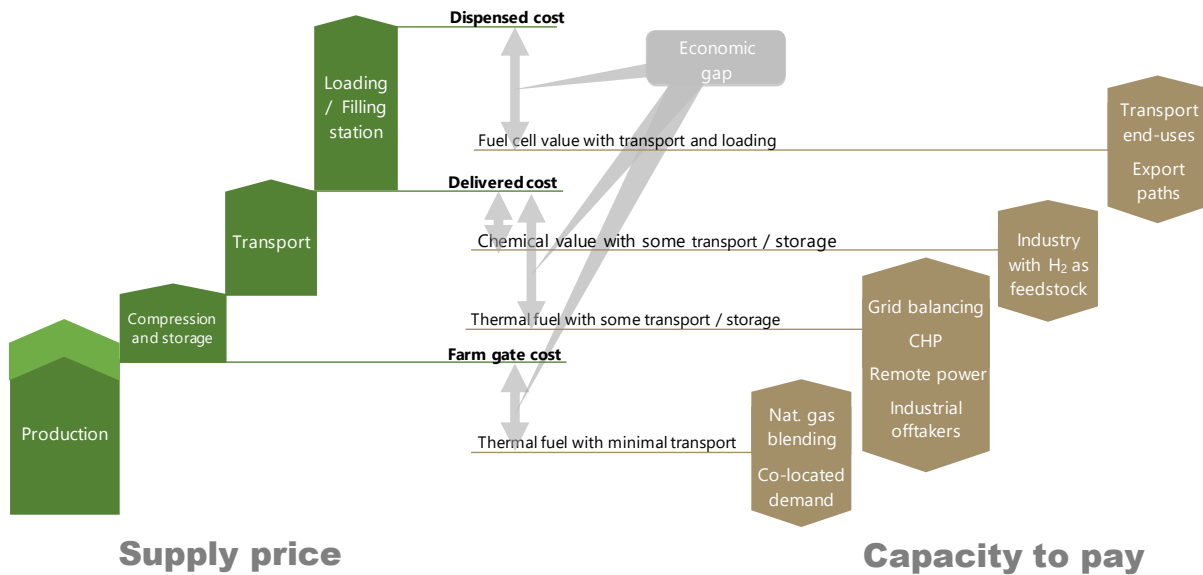 Dispensed cost
Economic
gap
Loading
/ Filling
station
Transport
end-uses
Export
paths
Fuel cell value with transport and loading
Delivered cost
Transport
Chemical value with some transport / storage
Industry
with H₂ as
feedstock
Compression
and storage
Grid balancing
CHP
Remote power
Industrial
offtakers
Thermal fuel with some transport / storage
Farm gate cost
Production
Thermal fuel with minimal transport
Nat. gas
blending
Co-located
demand
Supply price
Capacity to pay